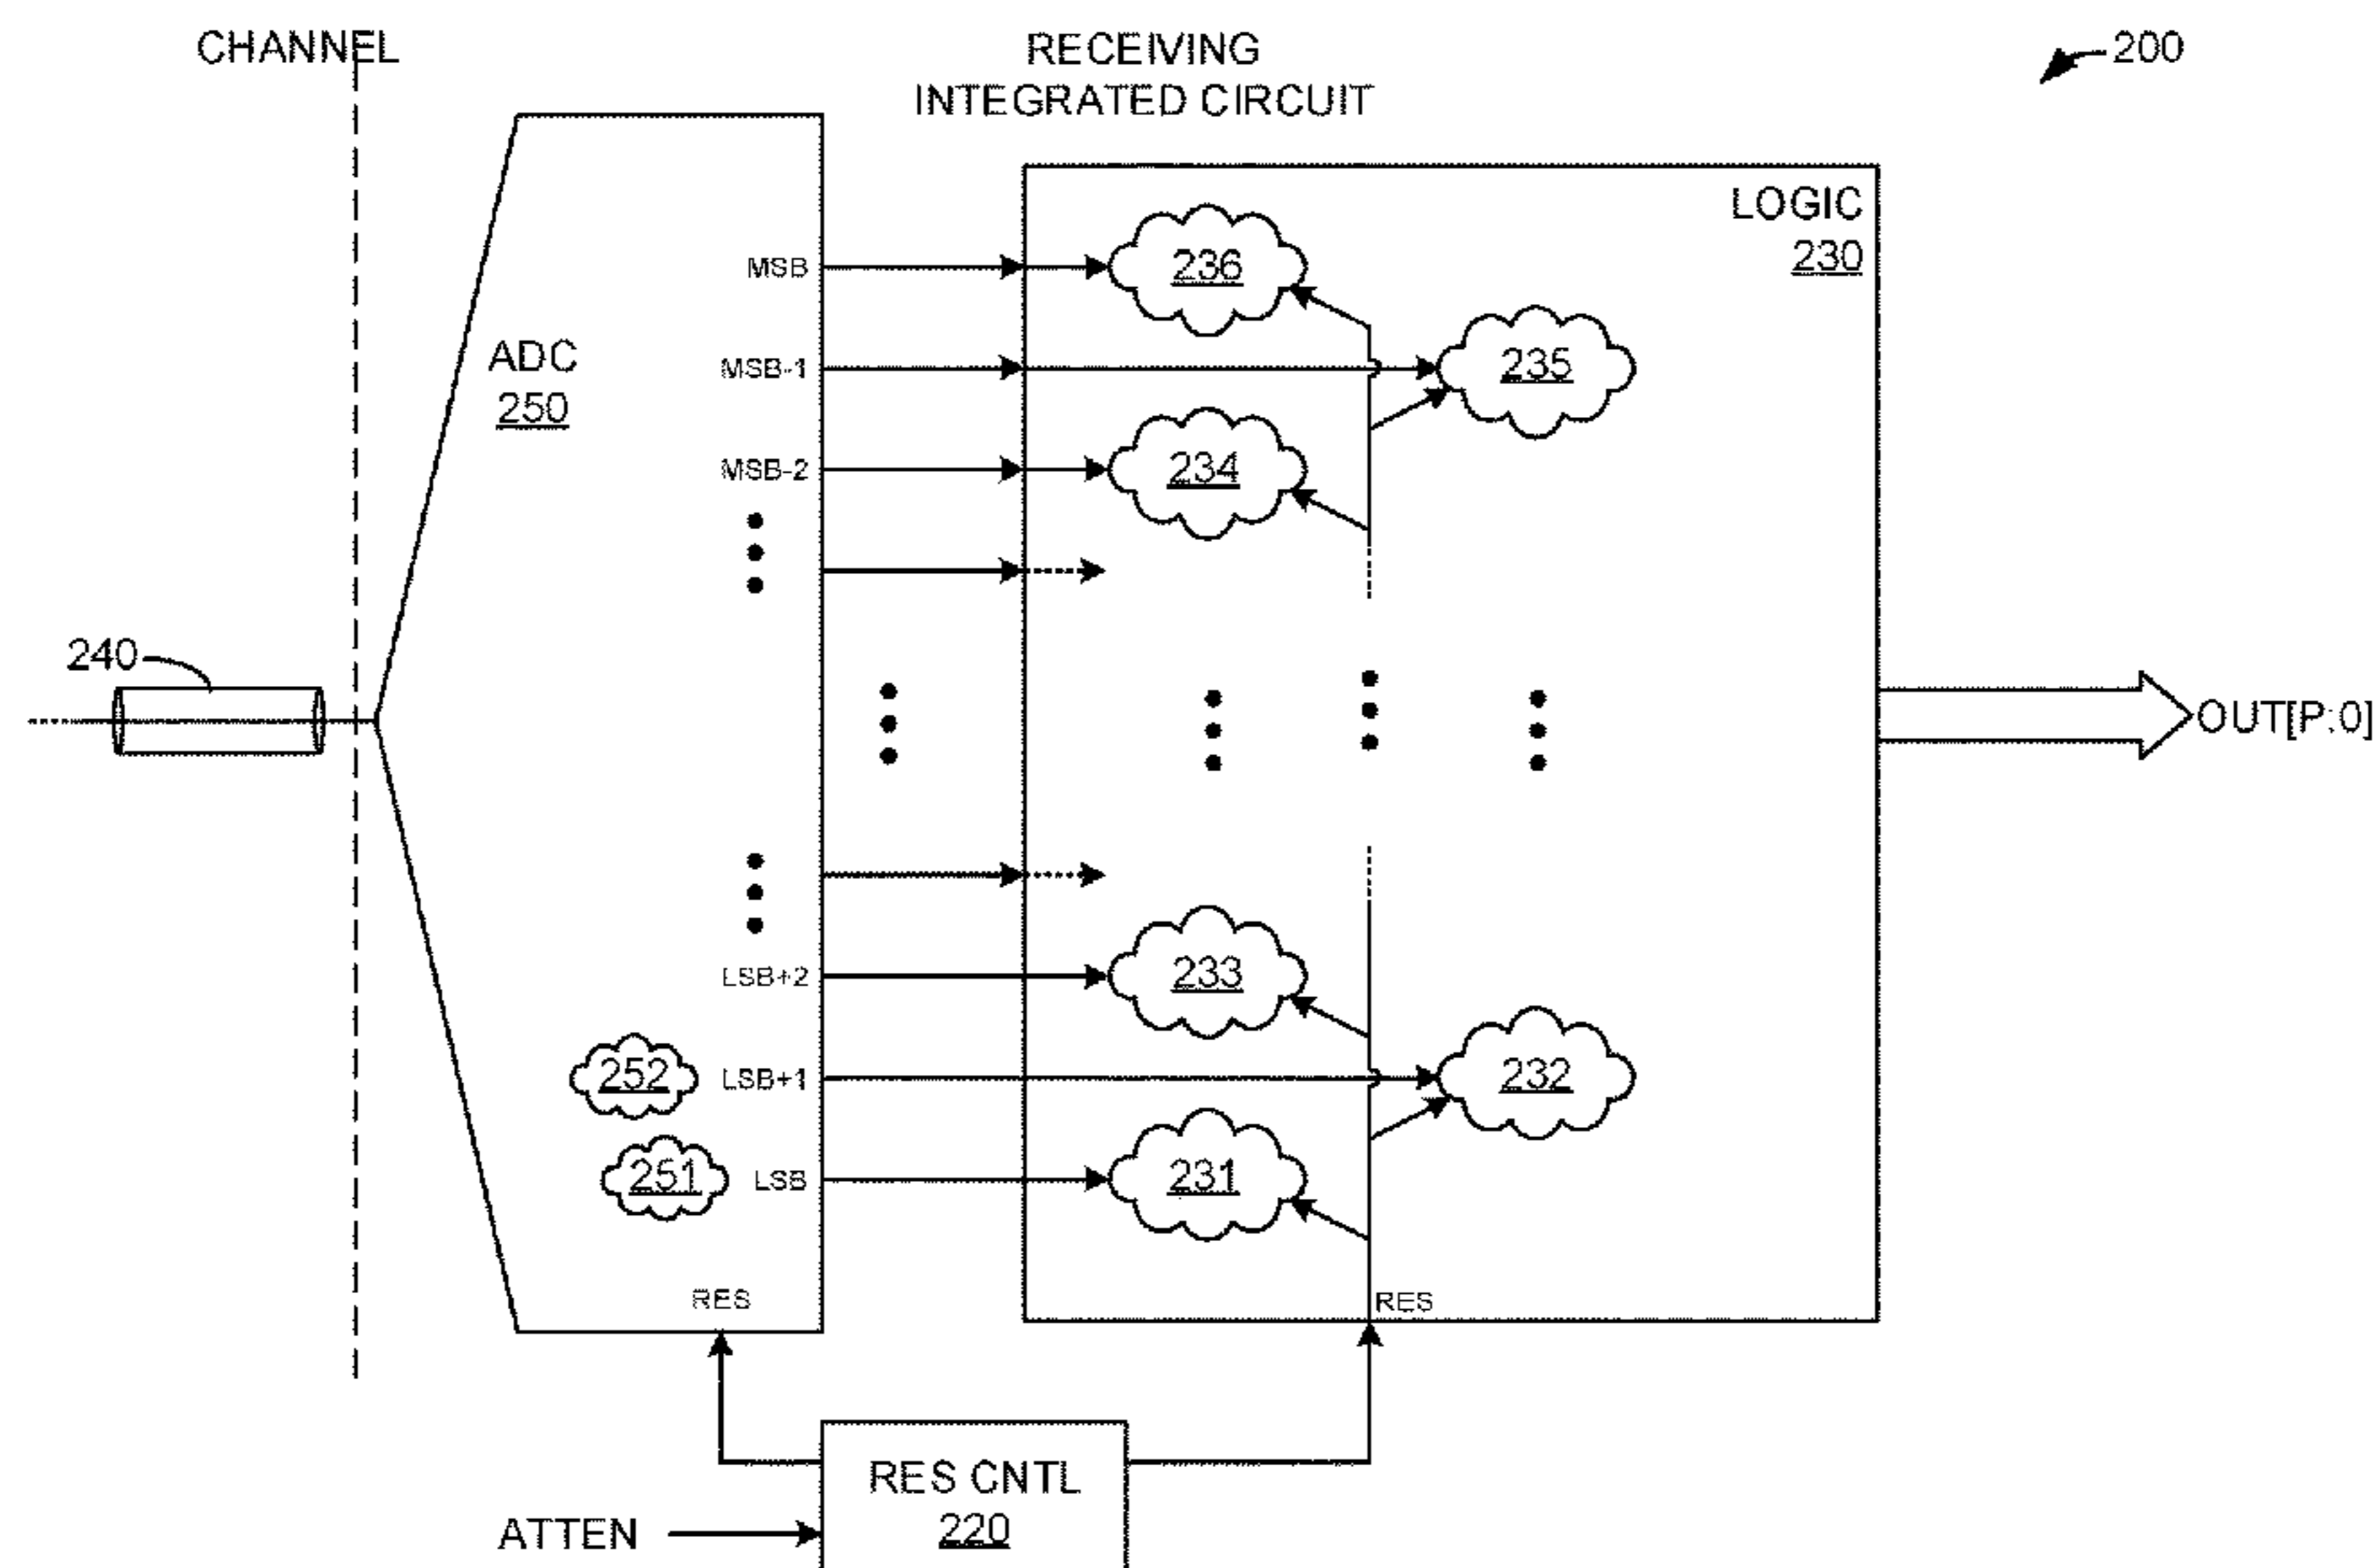 CHANNEL
RECEIVING
INTEGRATED CIRCUIT
200
LOGIC
230
MSB
236
ADC
250
MSB-1
235
MSB-2
234
240
OUT[P:0]
LSB+2
233
252
LSB+1
232
251
LSB
231
RES
RES
RES CNTL
220
ATTEN